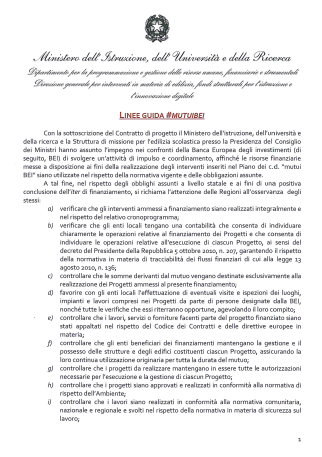 Ministero dell'Istruzione, dell'Università e della Ricerca
Dipartimento per la programmazione e gestione delle risorse umane, finanziarie e strumentali
Direzione generale per interventi in materia di edilizia, fondi strutturali per l'istruzione e
l'innovazione digitale
LINEE GUIDA #MUTUIBEI
Con la sottoscrizione del Contratto di progetto il Ministero dell'istruzione, dell'università e
della ricerca e la Struttura di missione per l'edilizia scolastica presso la Presidenza del Consiglio
dei Ministri hanno assunto l'impegno nei confronti della Banca Europea degli investimenti (di
seguito, BEI) di svolgere un'attività di impulso e coordinamento, affinché le risorse finanziarie
messe a disposizione ai fini della realizzazione degli interventi inseriti nel Piano dei c.d. "mutui
BEI" siano utilizzate nel rispetto della normativa vigente e delle obbligazioni assunte.
A tal fine, nel rispetto degli obblighi assunti a livello statale e ai fini di una positiva
conclusione dell'iter di finanziamento, si richiama l'attenzione delle Regioni all'osservanza degli
stessi:
a) verificare che gli interventi ammessi a finanziamento siano realizzati integralmente e
nel rispetto del relativo cronoprogramma;
b) verificare che gli enti locali tengano una contabilità che consenta di individuare
chiaramente le operazioni relative al finanziamento dei Progetti e che consenta di
individuare le operazioni relative all'esecuzione di ciascun Progetto, ai sensi del
decreto del Presidente della Repubblica 5 ottobre 2010, n. 207, garantendo il rispetto
della normativa in materia di tracciabilità dei flussi finanziari di cui alla legge 13
agosto 2010, n. 136;
c) controllare che le somme derivanti dal mutuo vengano destinate esclusivamente alla
realizzazione dei Progetti ammessi al presente finanziamento;
d) favorire con gli enti locali l'effettuazione di eventuali visite e ispezioni dei luoghi,
impianti e lavori compresi nei Progetti da parte di persone designate dalla BEI,
nonché tutte le verifiche che essi riterranno opportune, agevolando il loro compito;
e) controllare che i lavori, servizi o forniture facenti parte del progetto finanziato siano
stati appaltati nel rispetto del Codice dei Contratti e delle direttive europee in
materia;
f) controllare che gli enti beneficiari dei finanziamenti mantengano la gestione e il
possesso delle strutture e degli edifici costituenti ciascun Progetto, assicurando la
loro continua utilizzazione originaria per tutta la durata del mutuo;
g) controllare che i progetti da realizzare mantengano in essere tutte le autorizzazioni
necessarie per l'esecuzione e la gestione di ciascun Progetto;
h) controllare che i progetti siano approvati e realizzati in conformità alla normativa di
rispetto dell'Ambiente;
i) controllare che i lavori siano realizzati in conformità alla normativa comunitaria,
nazionale e regionale e svolti nel rispetto della normativa in materia di sicurezza sul
lavoro;
1